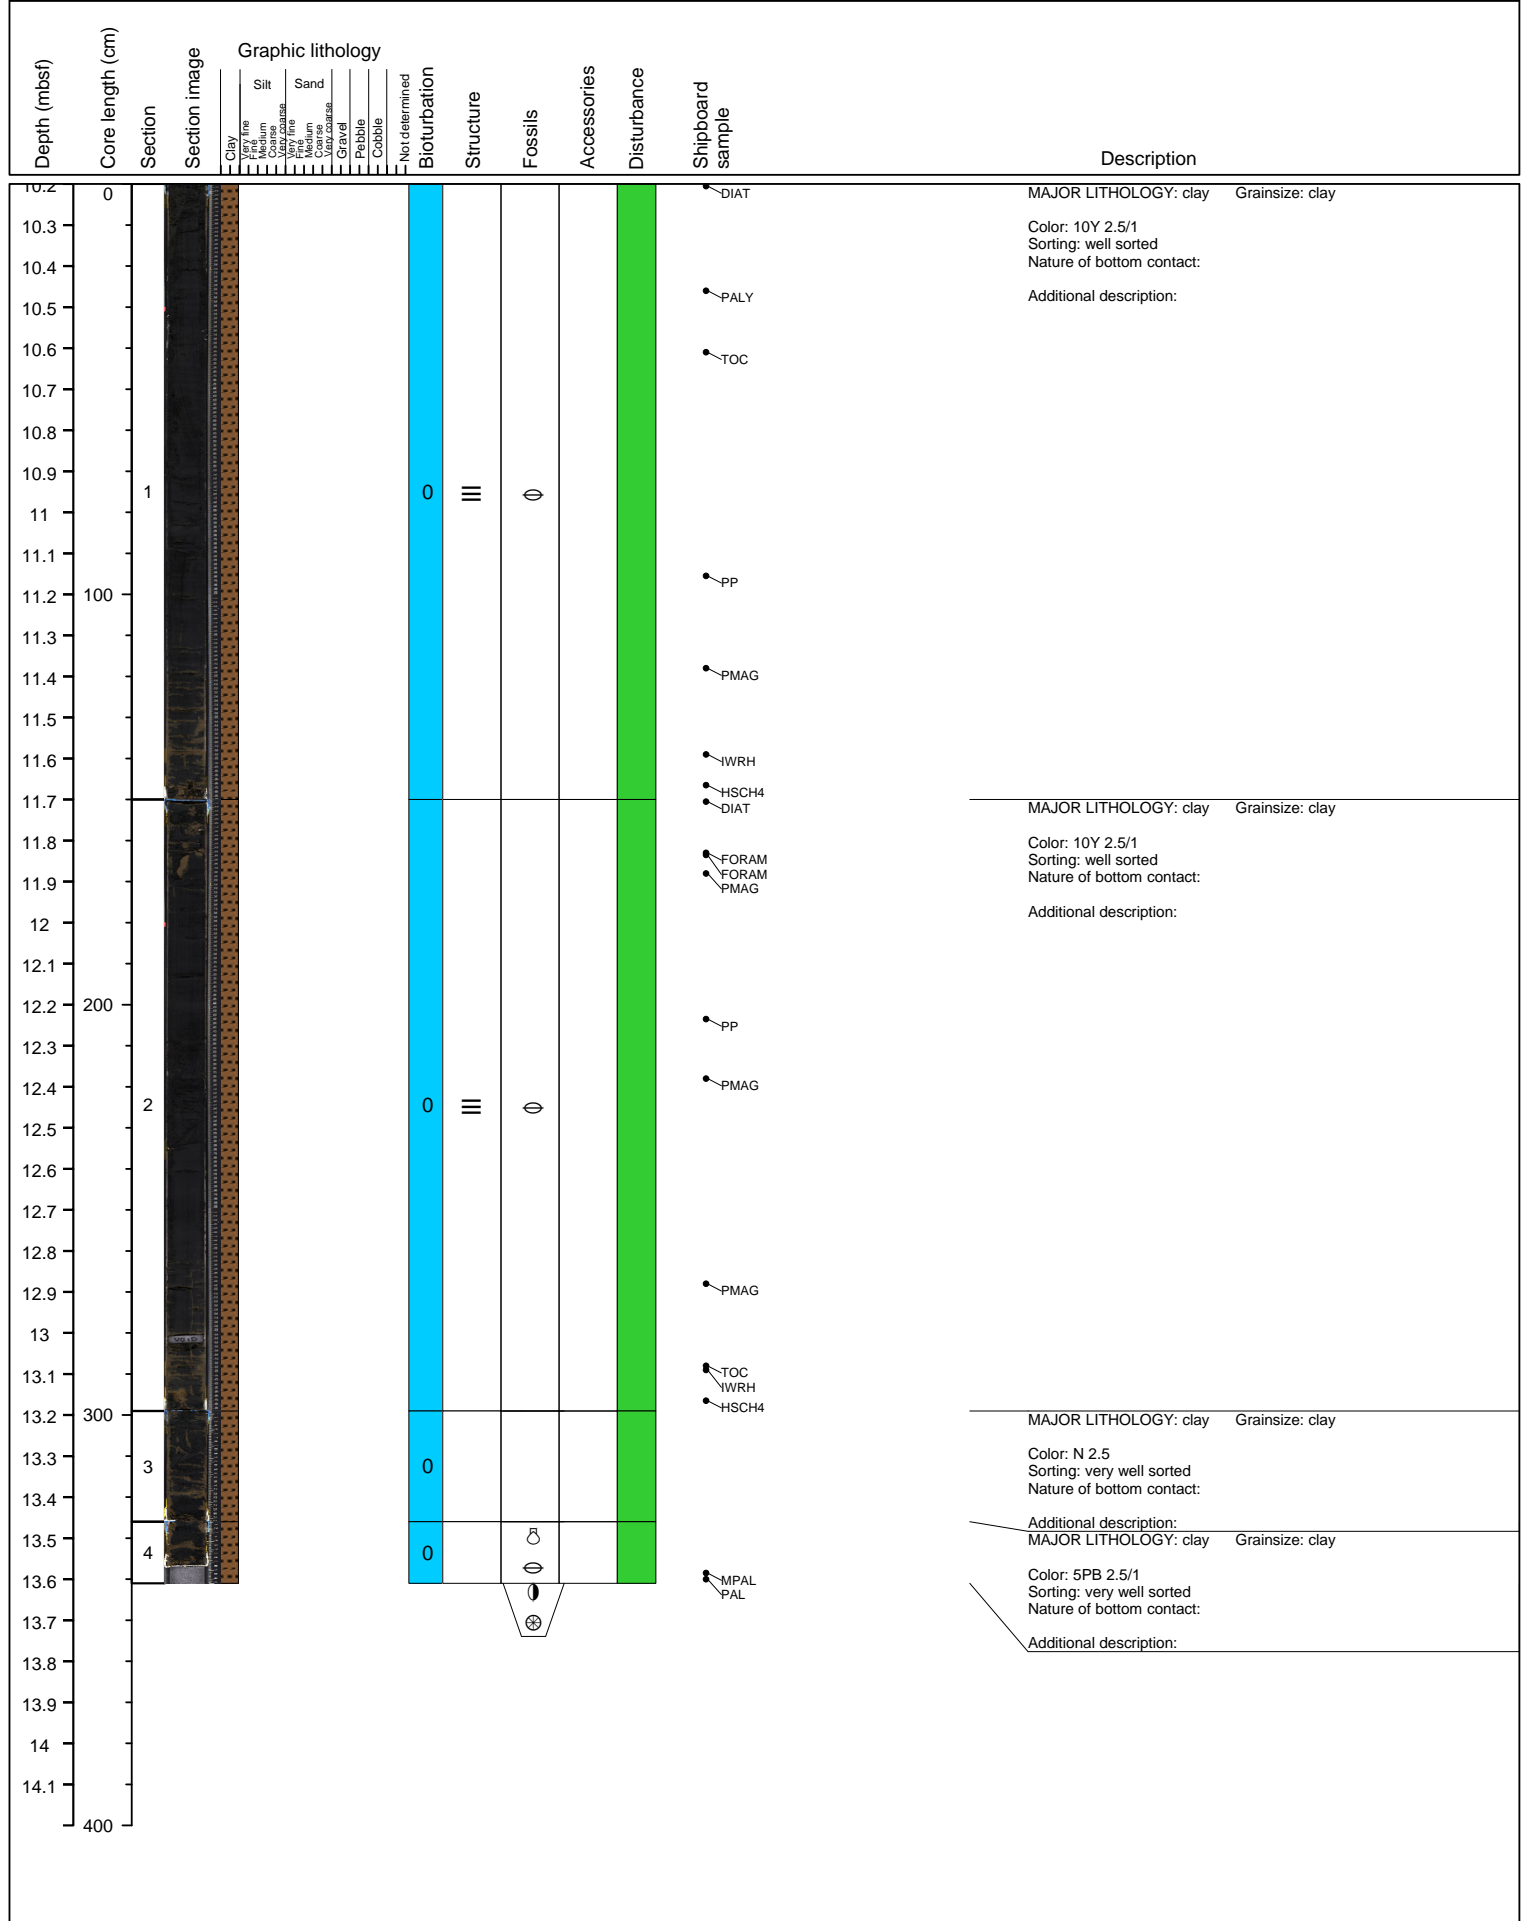 Depth (mbsf)
Core length (cm)
Section
Section image
Graphic lithology
Clay
Silt
Very fine
Fine
Medium
Coarse
Very coarse
Sand
Very fine
Fine
Medium
Coarse
Very coarse
Gravel
Pebble
Cobble
Not determined
Bioturbation
Structure
Fossils
Accessories
Disturbance
Shipboard
sample
Description
10.2
10.3
10.4
10.5
10.6
10.7
10.8
10.9
11
11.1
11.2
11.3
11.4
11.5
11.6
11.7
11.8
11.9
12
12.1
12.2
12.3
12.4
12.5
12.6
12.7
12.8
12.9
13
13.1
13.2
13.3
13.4
13.5
13.6
13.7
13.8
13.9
14
14.1
0
100
200
300
400
1
2
3
4
0
0
0
0
DIAT
PALY
TOC
PP
PMAG
IWRH
HSCH4
DIAT
FORAM
FORAM
PMAG
PP
PMAG
PMAG
TOC
IWRH
HSCH4
MPAL
PAL
MAJOR LITHOLOGY: clay Grainsize: clay
Color: 10Y 2.5/1
Sorting: well sorted
Nature of bottom contact:
Additional description:
MAJOR LITHOLOGY: clay Grainsize: clay
Color: 10Y 2.5/1
Sorting: well sorted
Nature of bottom contact:
Additional description:
MAJOR LITHOLOGY: clay Grainsize: clay
Color: N 2.5
Sorting: very well sorted
Nature of bottom contact:
Additional description:
MAJOR LITHOLOGY: clay Grainsize: clay
Color: 5PB 2.5/1
Sorting: very well sorted
Nature of bottom contact:
Additional description: